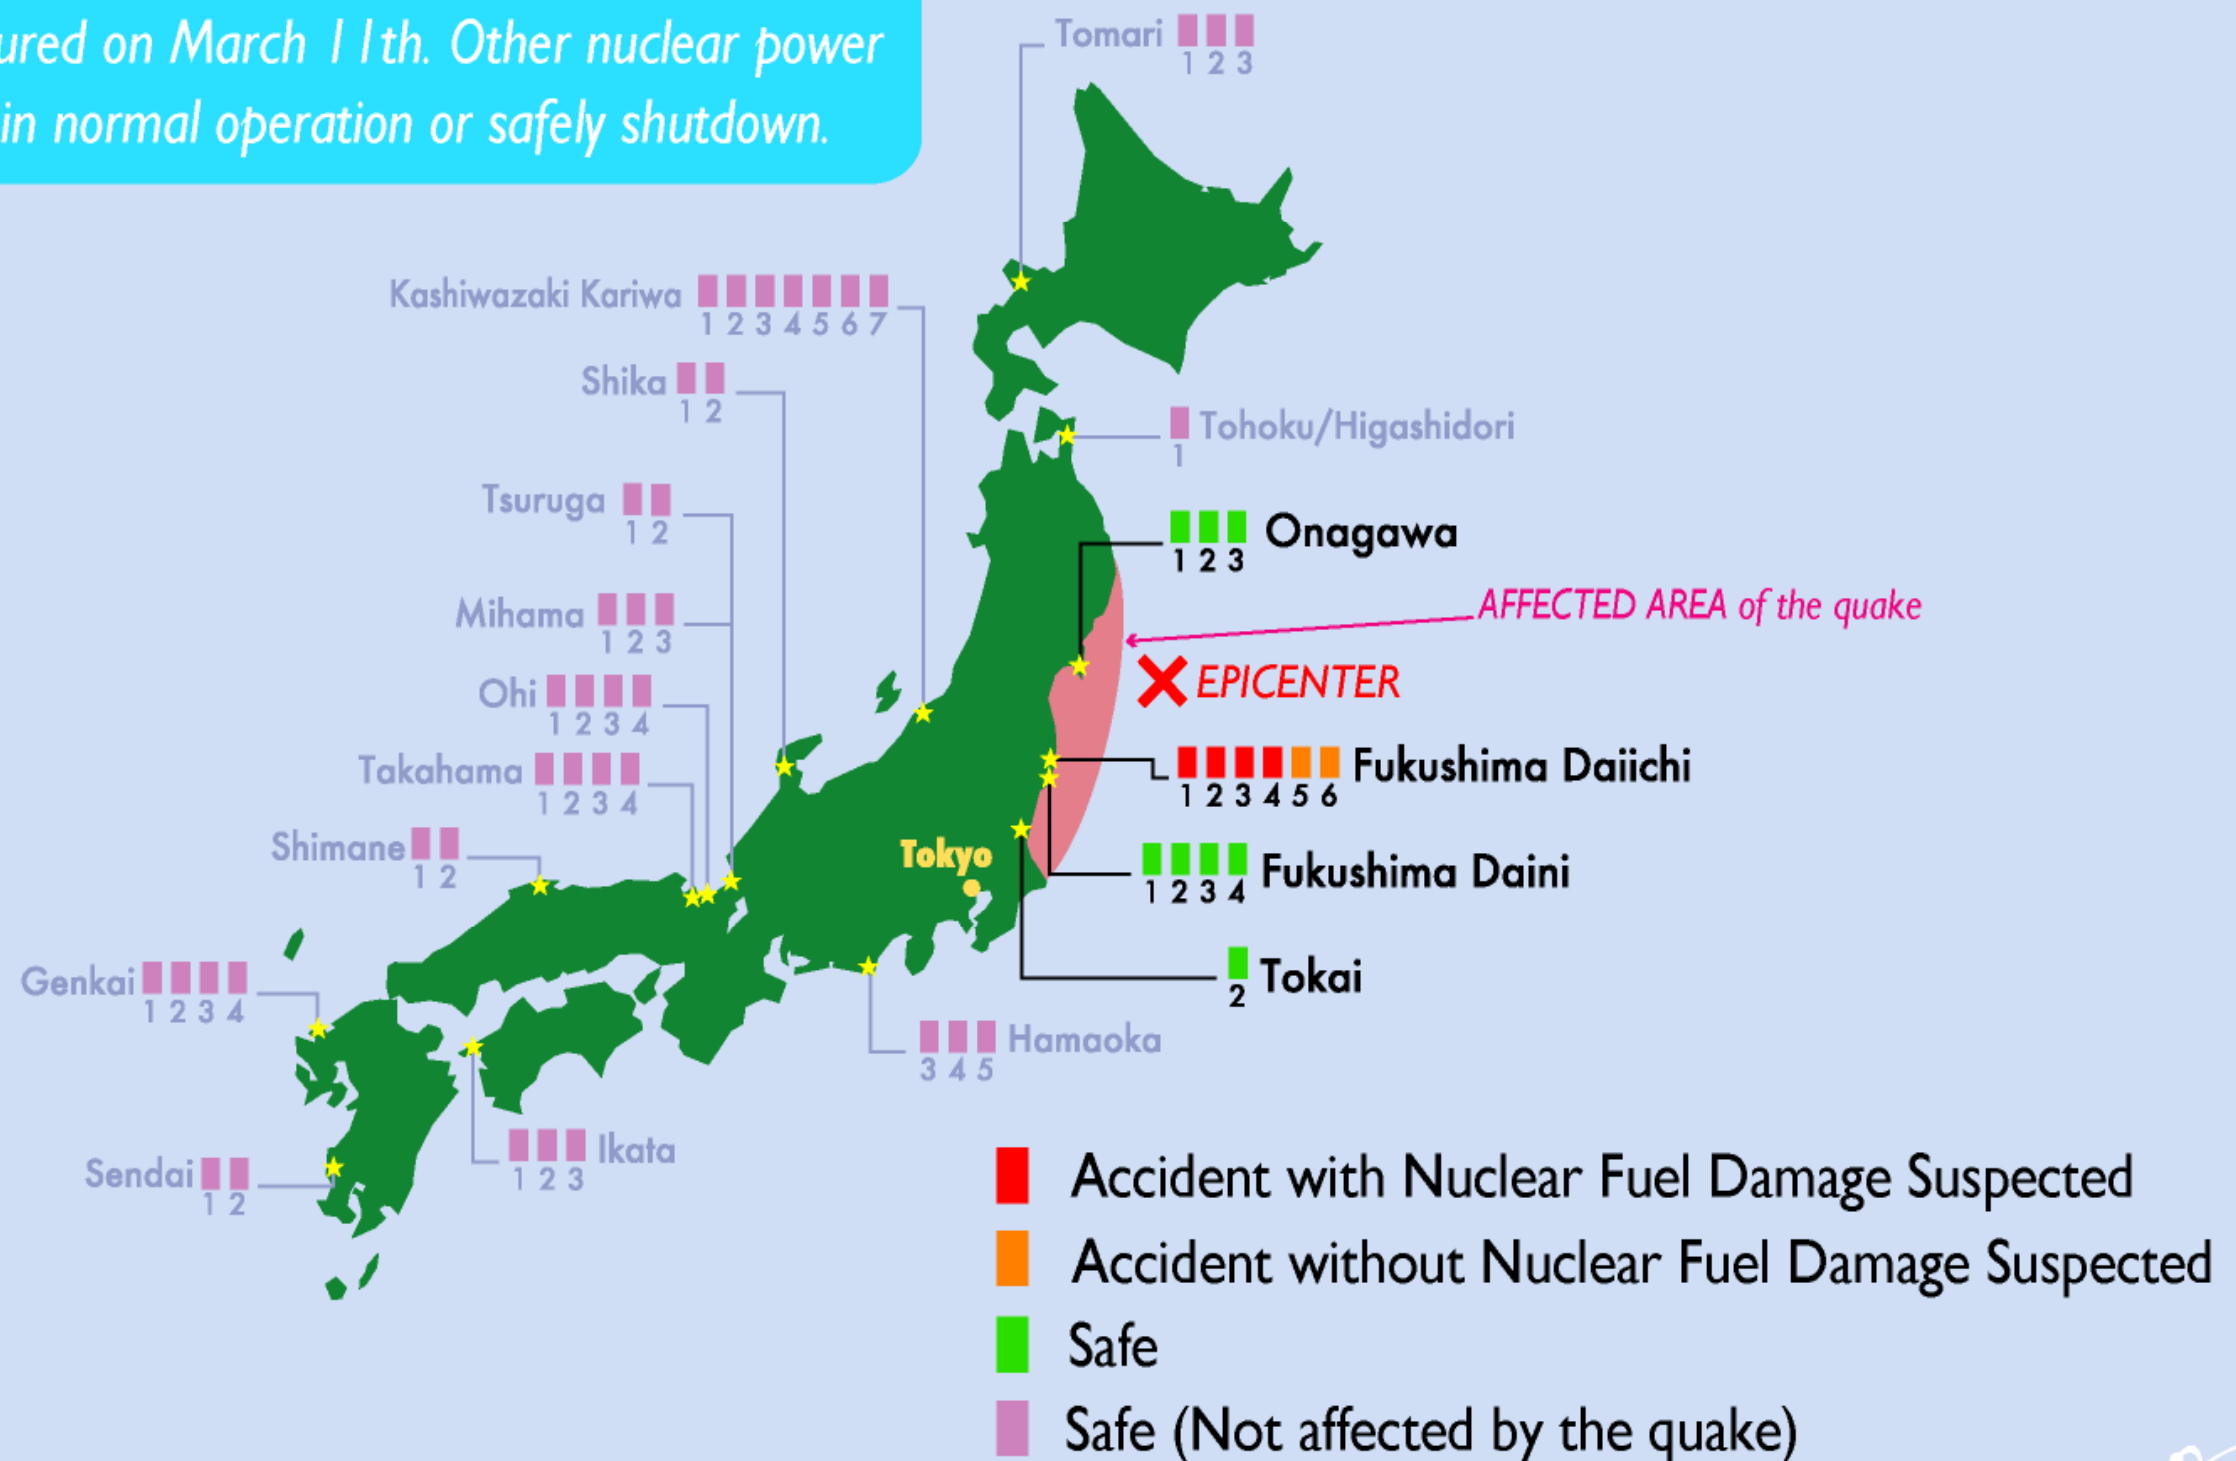 ured on March 11th. Other nuclear power
in normal operation or safely shutdown.
Tomari
1 2 3
Kashiwazaki Kariwa
1 2 3 4 5 6 7
Shika
1 2
Tohoku/Higashidori
1
Tsuruga
1 2
Onagawa
1 2 3
Mihama
1 2 3
AFFECTED AREA of the quake
EPICENTER
Ohi
1 2 3 4
Takahama
1 2 3 4
Fukushima Daiichi
1 2 3 4 5 6
Shimane
1 2
Tokyo
Fukushima Daini
1 2 3 4
Genkai
1 2 3 4
Tokai
2
Hamaoka
3 4 5
Ikata
1 2 3
Sendai
1 2
Accident with Nuclear Fuel Damage Suspected
Accident without Nuclear Fuel Damage Suspected
Safe
Safe (Not affected by the quake)